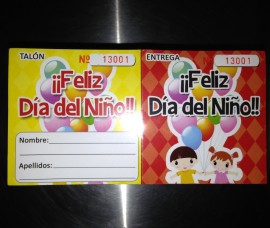 TALÓN
Nº 13001
¡¡Feliz
Día del Niño!!
Nombre:
Apellidos:
ENTREGA
13001
¡¡Feliz
Día del Niño!!